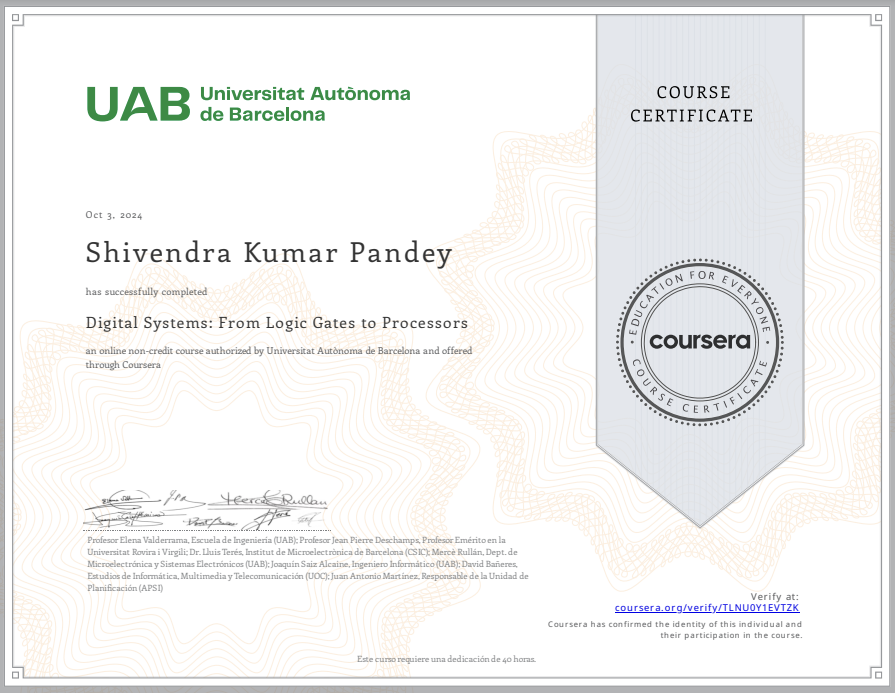 UAB Universitat Autònoma
de Barcelona
COURSE
CERTIFICATE
Oct 3, 2024
Shivendra Kumar Pandey
has successfully completed
Digital Systems: From Logic Gates to Processors
an online non-credit course authorized by Universitat Autònoma de Barcelona and offered
through Coursera
EDUCATION FOR EVERYONE
coursera
COURSE CERTIFICATE
Profesor Elena Valderrama, Escuela de Ingeniería (UAB); Profesor Jean Pierre Deschamps, Profesor Emérito en la
Universitat Rovira i Virgili; Dr. Lluis Terés, Institut de Microelectrònica de Barcelona (CSIC); Mercè Rullán, Dept. de
Microelectrónica y Sistemas Electrónicos (UAB); Joaquin Saiz Alcaine, Ingeniero Informático (UAB); David Bañeres,
Estudios de Informática, Multimedia y Telecomunicación (UOC); Juan Antonio Martínez, Responsable de la Unidad de
Planificación (APSI)
Verify at:
coursera.org/verify/TLNU0Y1EVTZK
Coursera has confirmed the identity of this individual and
their participation in the course.
Este curso requiere una dedicación de 40 horas.